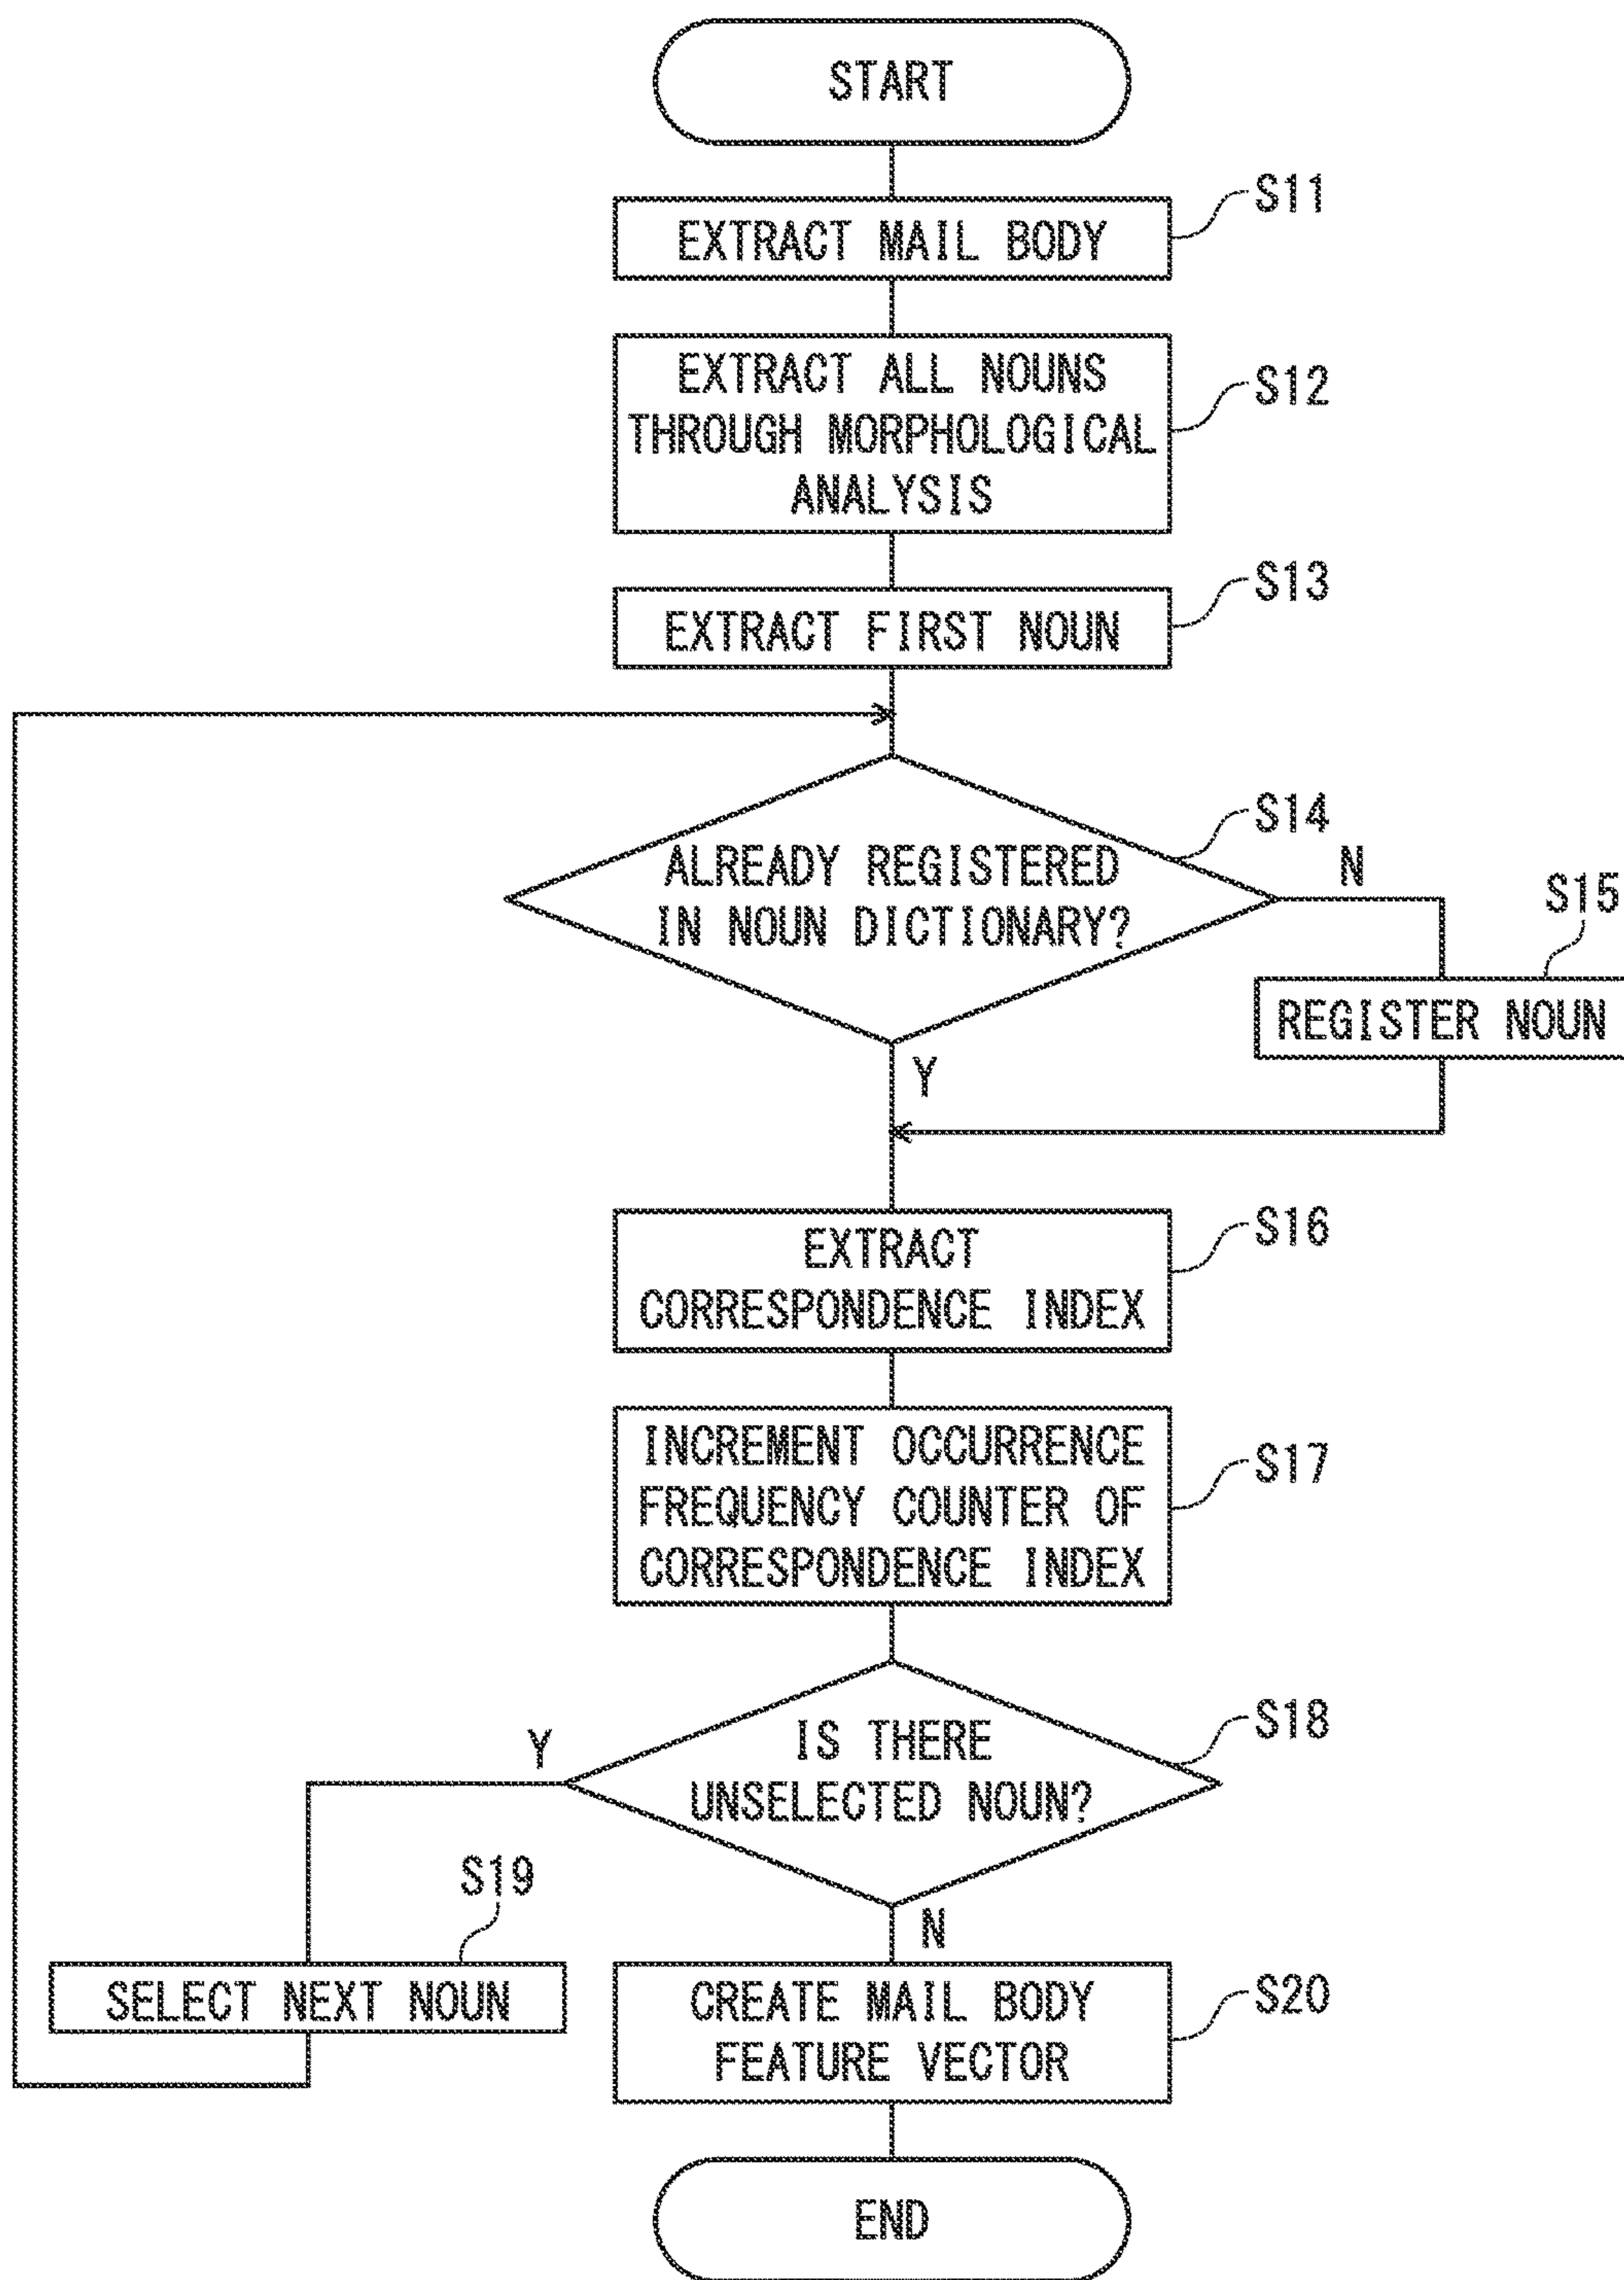 START
S11
EXTRACT MAIL BODY
S12
EXTRACT ALL NOUNS
THROUGH MORPHOLOGICAL
ANALYSIS
S13
EXTRACT FIRST NOUN
S14
ALREADY REGISTERED
IN NOUN DICTIONARY?
N
S15
REGISTER NOUN
Y
S16
EXTRACT
CORRESPONDENCE INDEX
S17
INCREMENT OCCURRENCE
FREQUENCY COUNTER OF
CORRESPONDENCE INDEX
S18
IS THERE
UNSELECTED NOUN?
Y
S19
SELECT NEXT NOUN
N
S20
CREATE MAIL BODY
FEATURE VECTOR
END